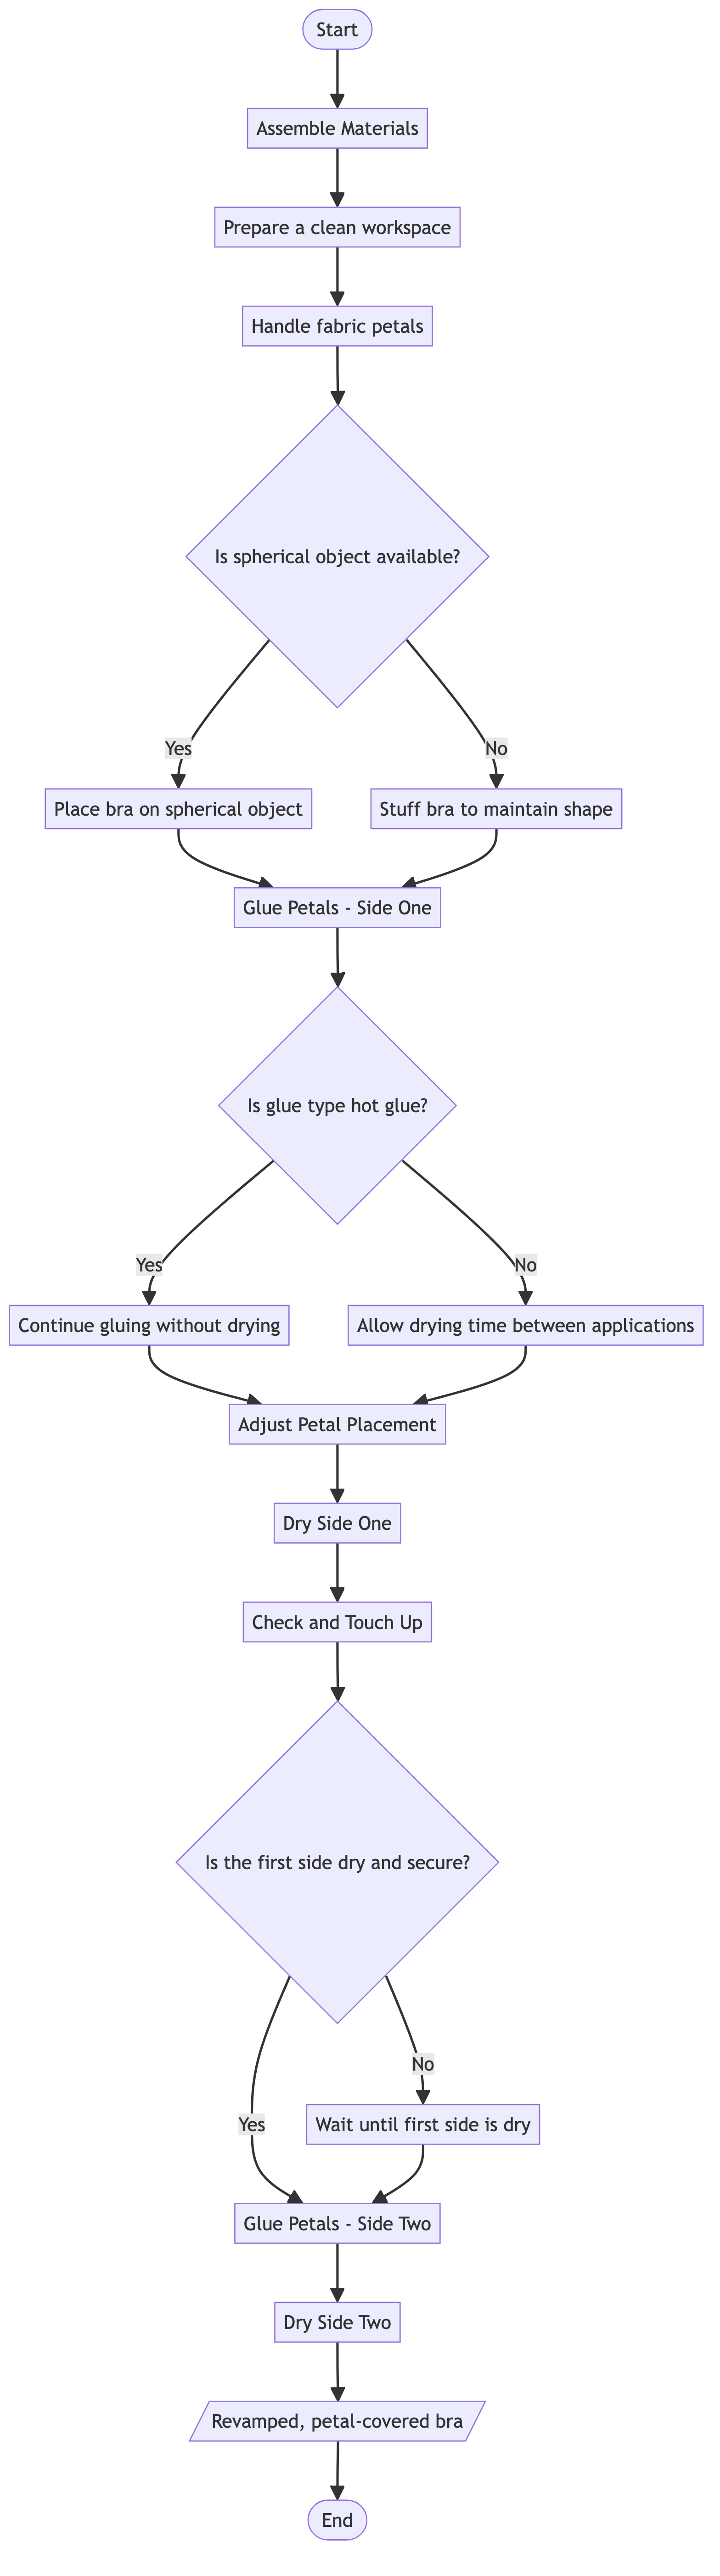 Start
Assemble Materials
Prepare a clean workspace
Handle fabric petals
Is spherical object available?
Yes
No
Place bra on spherical object
Stuff bra to maintain shape
Glue Petals - Side One
Is glue type hot glue?
Yes
No
Continue gluing without drying
Allow drying time between applications
Adjust Petal Placement
Dry Side One
Check and Touch Up
Is the first side dry and secure?
No
Yes
Wait until first side is dry
Glue Petals - Side Two
Dry Side Two
Revamped, petal-covered bra
End